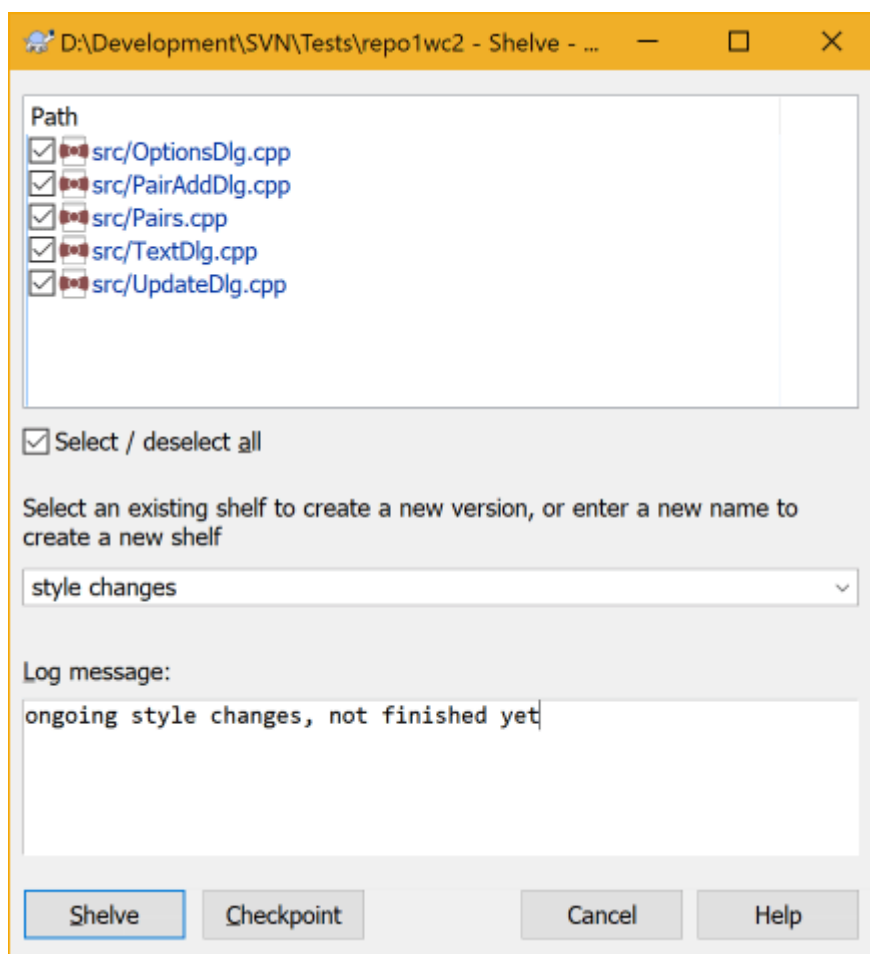 D:\Development\SVN\Tests\repo1wc2 - Shelve - ...
Path
src/OptionsDlg.cpp
src/PairAddDlg.cpp
src/Pairs.cpp
src/TextDlg.cpp
src/UpdateDlg.cpp
Select / deselect all
Select an existing shelf to create a new version, or enter a new name to
create a new shelf
style changes
Log message:
ongoing style changes, not finished yet
Shelve Checkpoint Cancel Help